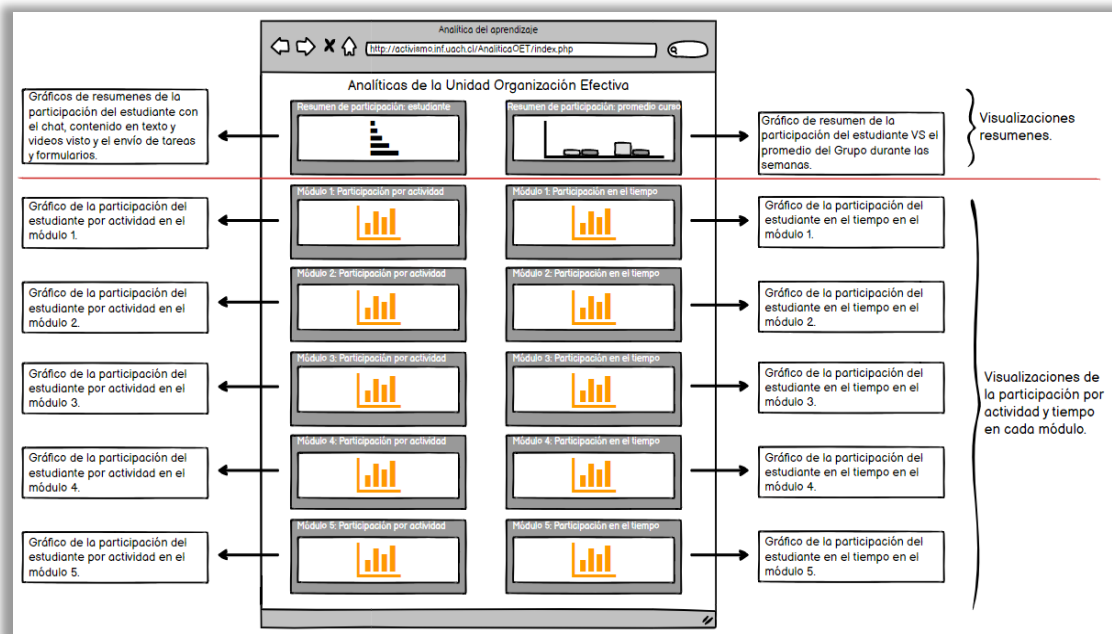 Analítica del aprendizaje
http://activismo.inf.uach.cl/AnaliticaOET/index.php
Analíticas de la Unidad Organización Efectiva
Gráficos de resumenes de la
participación del estudiante con
el chat, contenido en texto y
videos visto y el envío de tareas
y formularios.
Resumen de participación: estudiante
Resumen de participación: promedio curso
Gráfico de resumen de la
participación del estudiante VS el
promedio del Grupo durante las
semanas.
Visualizaciones
resumenes.
Gráfico de la participación del
estudiante por actividad en el
módulo 1.
Módulo 1: Participación por actividad
Módulo 1: Participación en el tiempo
Gráfico de la participación del
estudiante en el tiempo en el
módulo 1.
Gráfico de la participación del
estudiante por actividad en el
módulo 2.
Módulo 2: Participación por actividad
Módulo 2: Participación en el tiempo
Gráfico de la participación del
estudiante en el tiempo en el
módulo 2.
Gráfico de la participación del
estudiante por actividad en el
módulo 3.
Módulo 3: Participación por actividad
Módulo 3: Participación en el tiempo
Gráfico de la participación del
estudiante en el tiempo en el
módulo 3.
Visualizaciones de
la participación por
actividad y tiempo
en cada módulo.
Gráfico de la participación del
estudiante por actividad en el
módulo 4.
Módulo 4: Participación por actividad
Módulo 4: Participación en el tiempo
Gráfico de la participación del
estudiante en el tiempo en el
módulo 4.
Gráfico de la participación del
estudiante por actividad en el
módulo 5.
Módulo 5: Participación por actividad
Módulo 5: Participación en el tiempo
Gráfico de la participación del
estudiante en el tiempo en el
módulo 5.